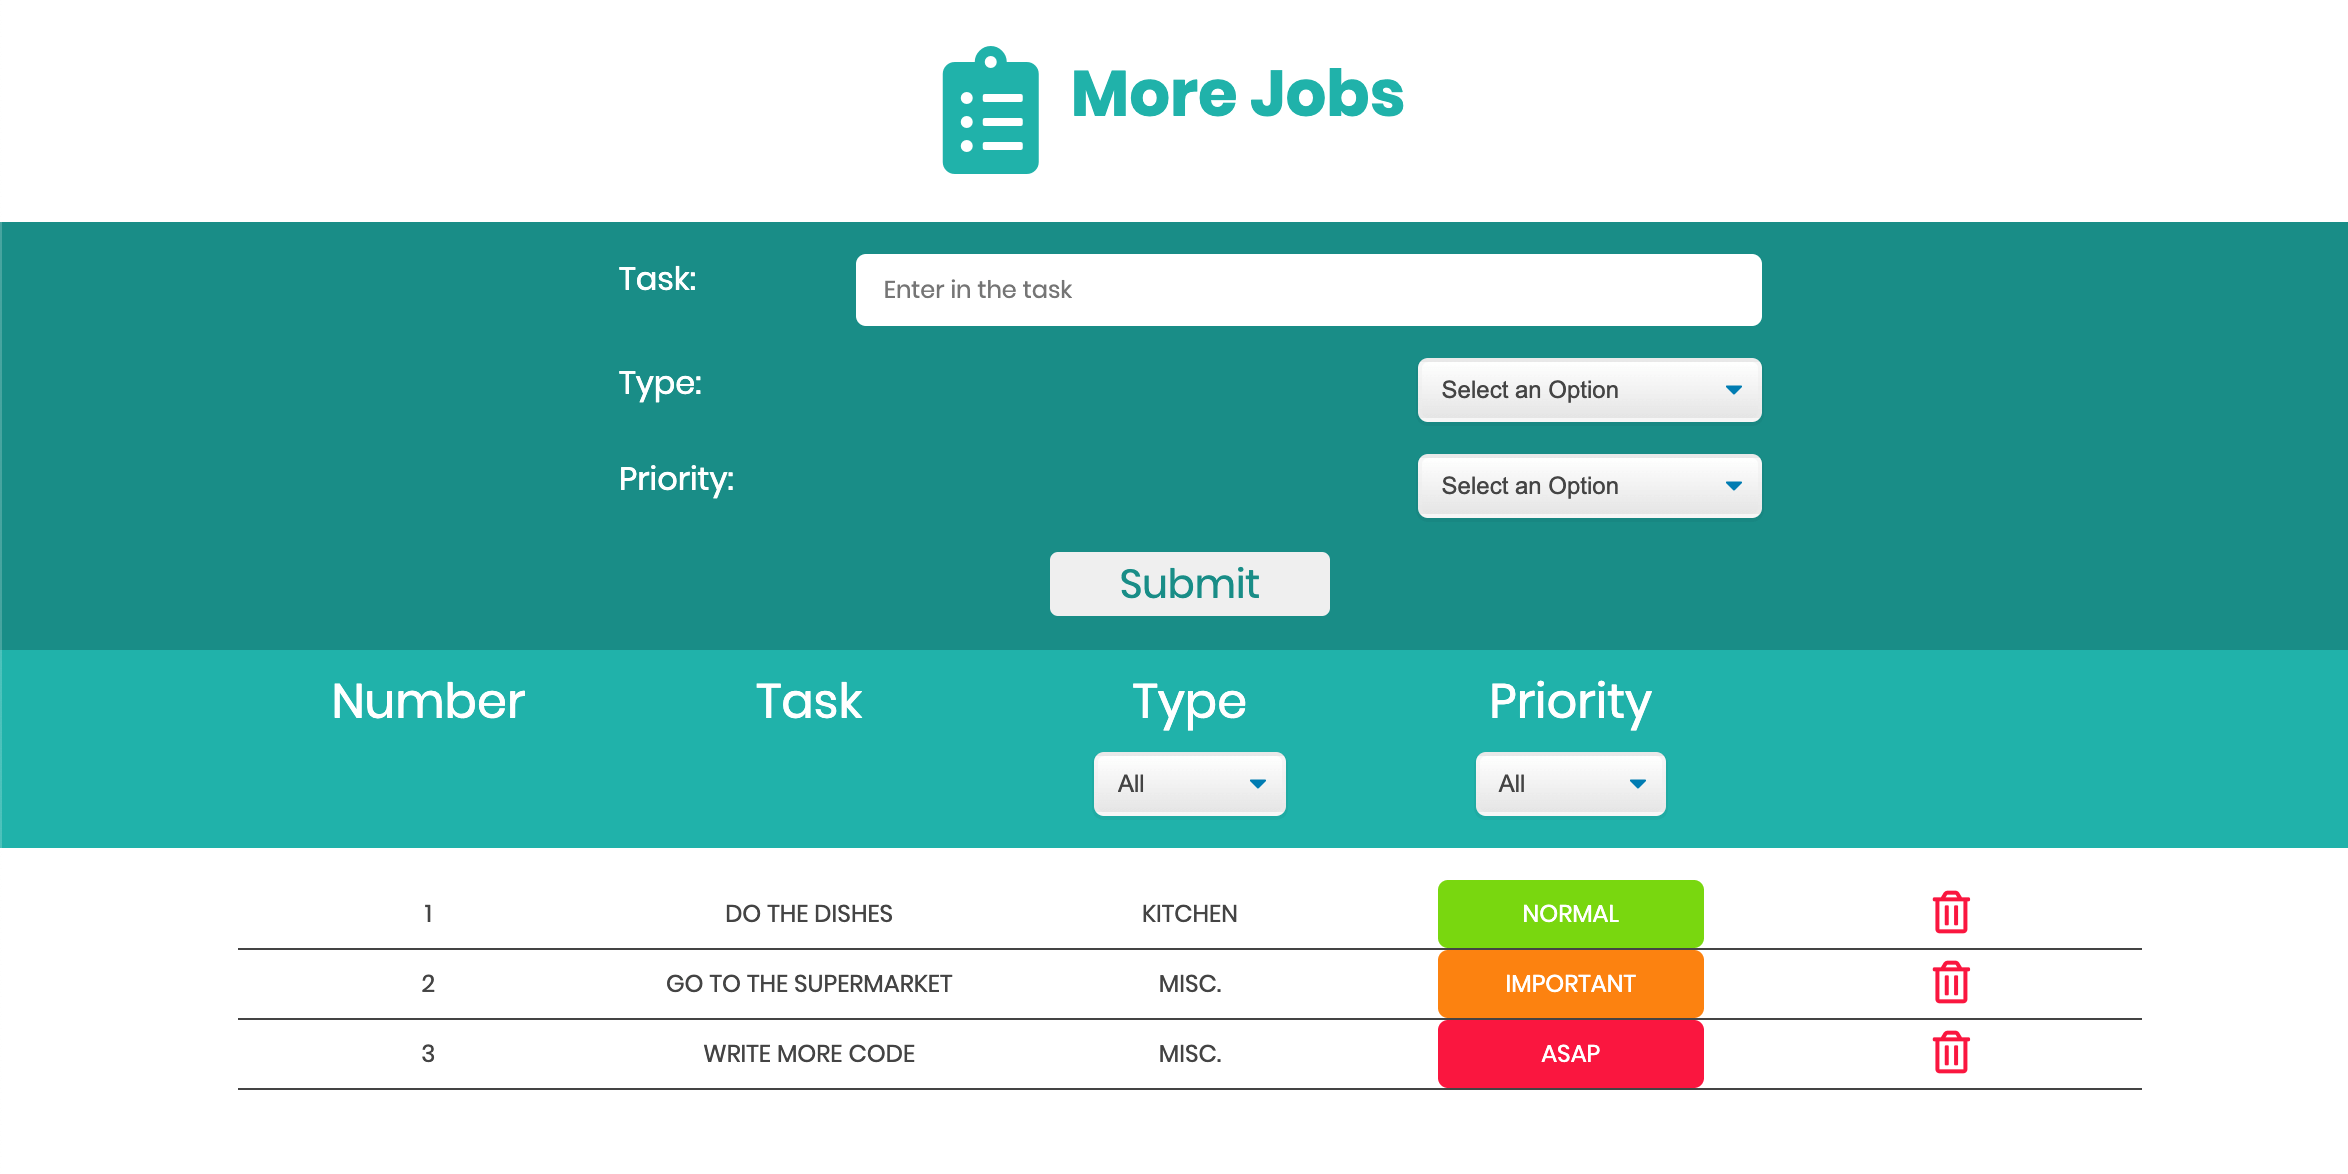 More Jobs
Task:
Enter in the task
Type:
Select an Option
Priority:
Select an Option
Submit
Number Task Type Priority
All All
1 DO THE DISHES KITCHEN NORMAL
2 GO TO THE SUPERMARKET MISC. IMPORTANT
3 WRITE MORE CODE MISC. ASAP